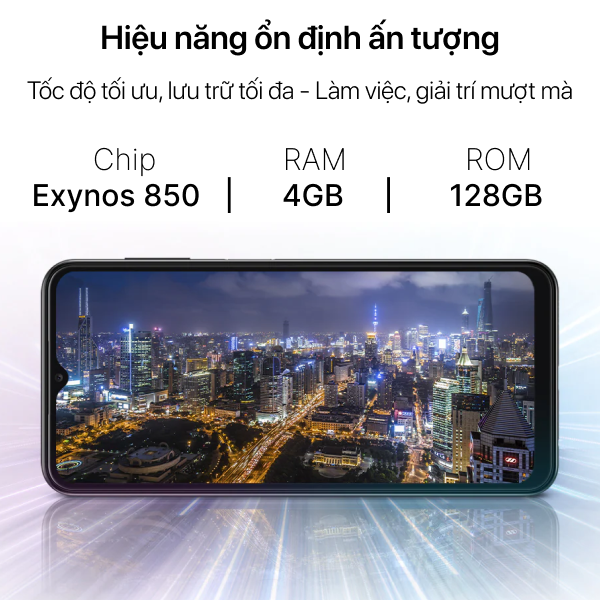 Hiệu năng ổn định ấn tượng
Tốc độ tối ưu, lưu trữ tối đa - Làm việc, giải trí mượt mà
Chip RAM ROM
Exynos 850 | 4GB | 128GB